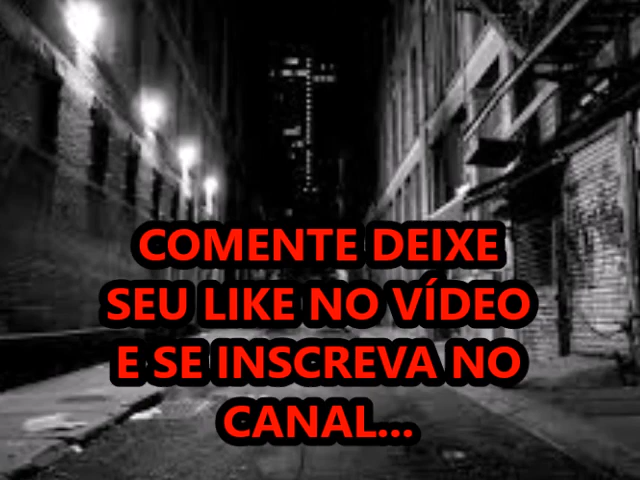 COMENTE DEIXE
SEU LIKE NO VÍDEO
E SE INSCREVA NO
CANAL...